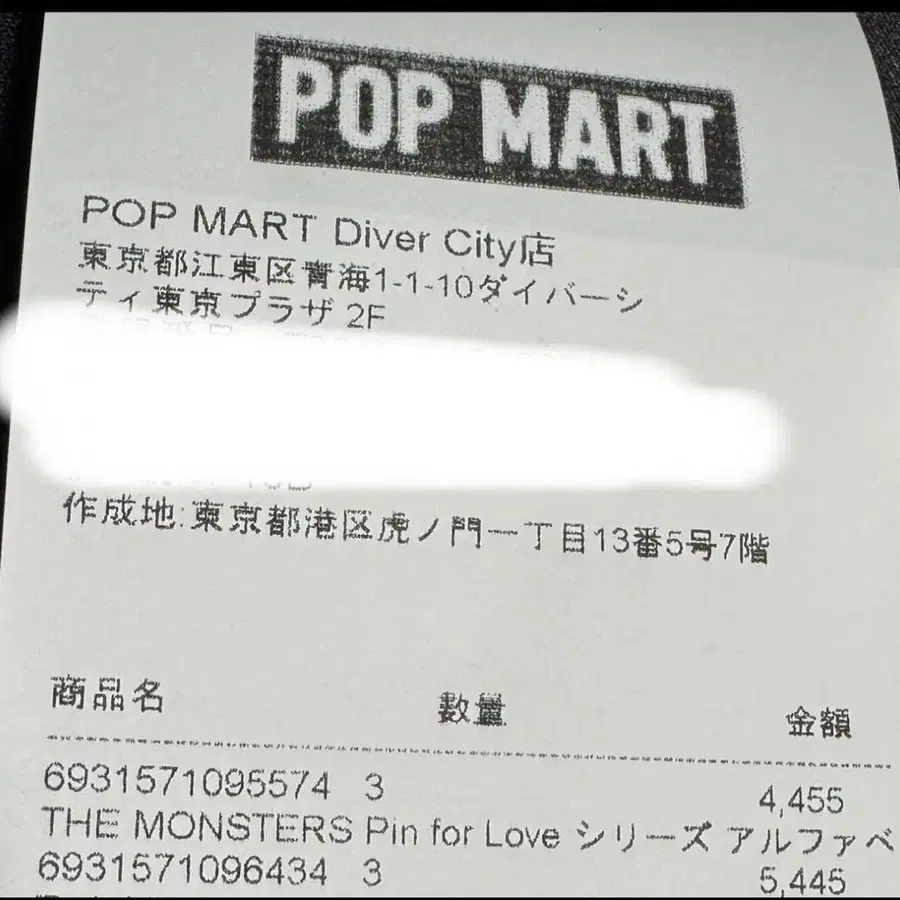 POP MART
POP MART Diver City店
東京都江東区青海1-1-10ダイバーシ
ティ東京プラザ 2F
作成地:東京都港区虎ノ門一丁目13番5号7階
商品名 数量 金額
6931571095574 3 4,455
THE MONSTERS Pin for Love シリーズ アルファベ
6931571096434 3 5,445